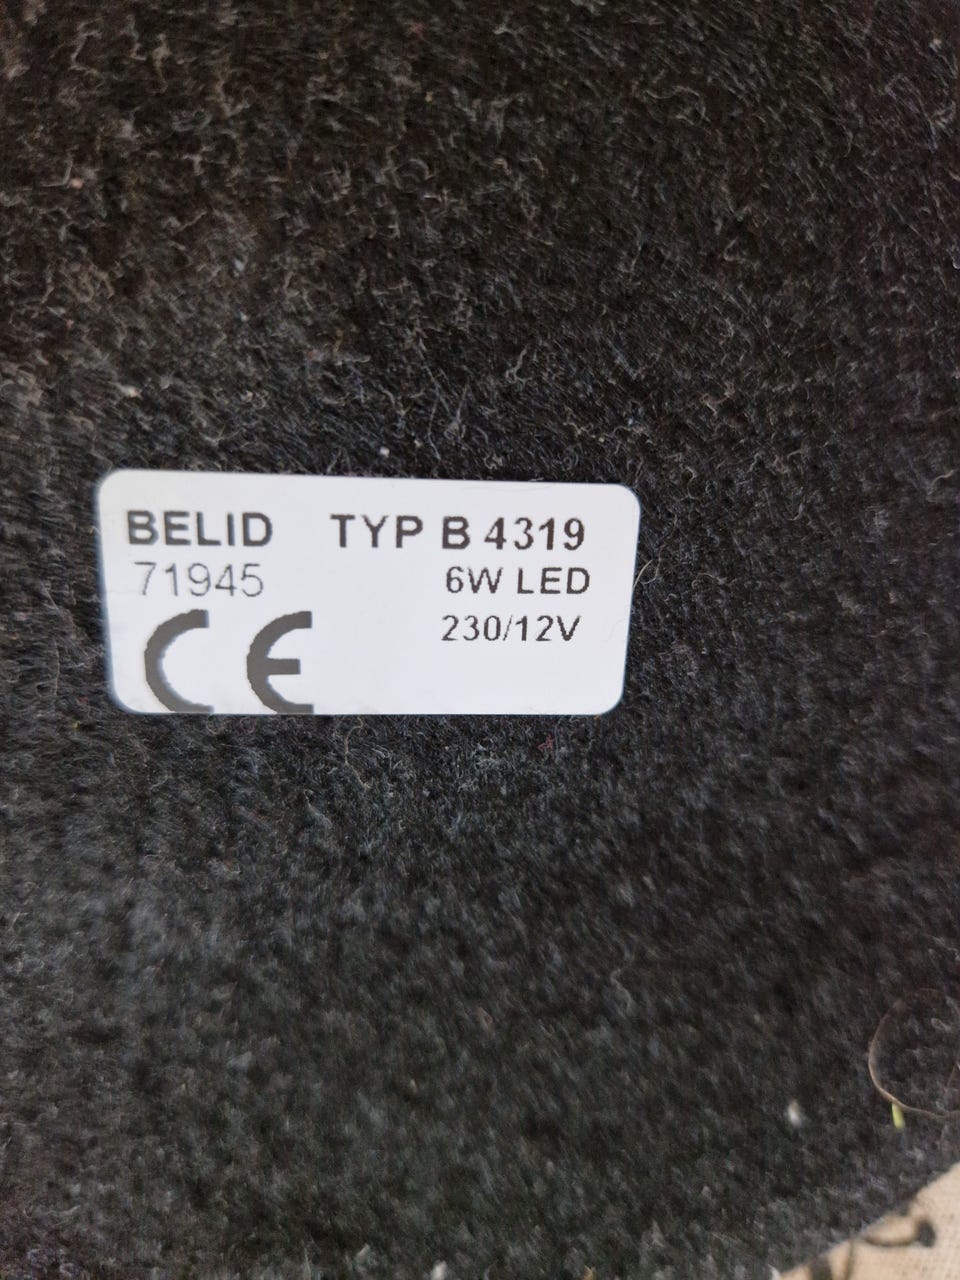 BELID TYP B 4319
71945 6W LED
230/12V
CE